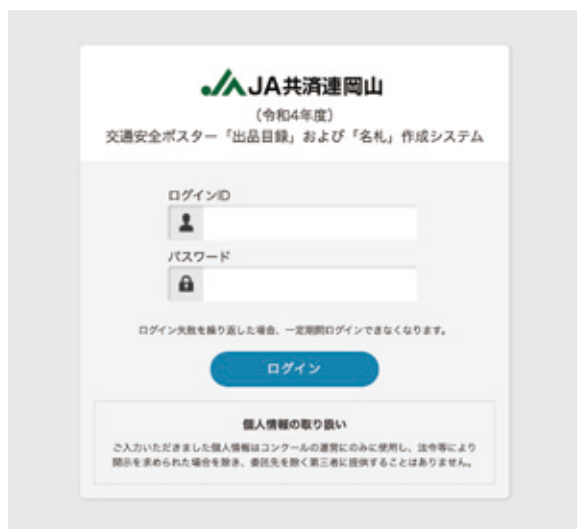 JA共済連岡山
（令和4年度）
交通安全ポスター「出品目録」および「名札」作成システム
ログインID
パスワード
ログイン失敗を繰り返した場合、一定期間ログインできなくなります。
ログイン
個人情報の取り扱い
ご入力いただきました個人情報はコンクールの運営にのみに使用し、法令等により
開示を求められた場合を除き、委託先を除く第三者に提供することはありません。